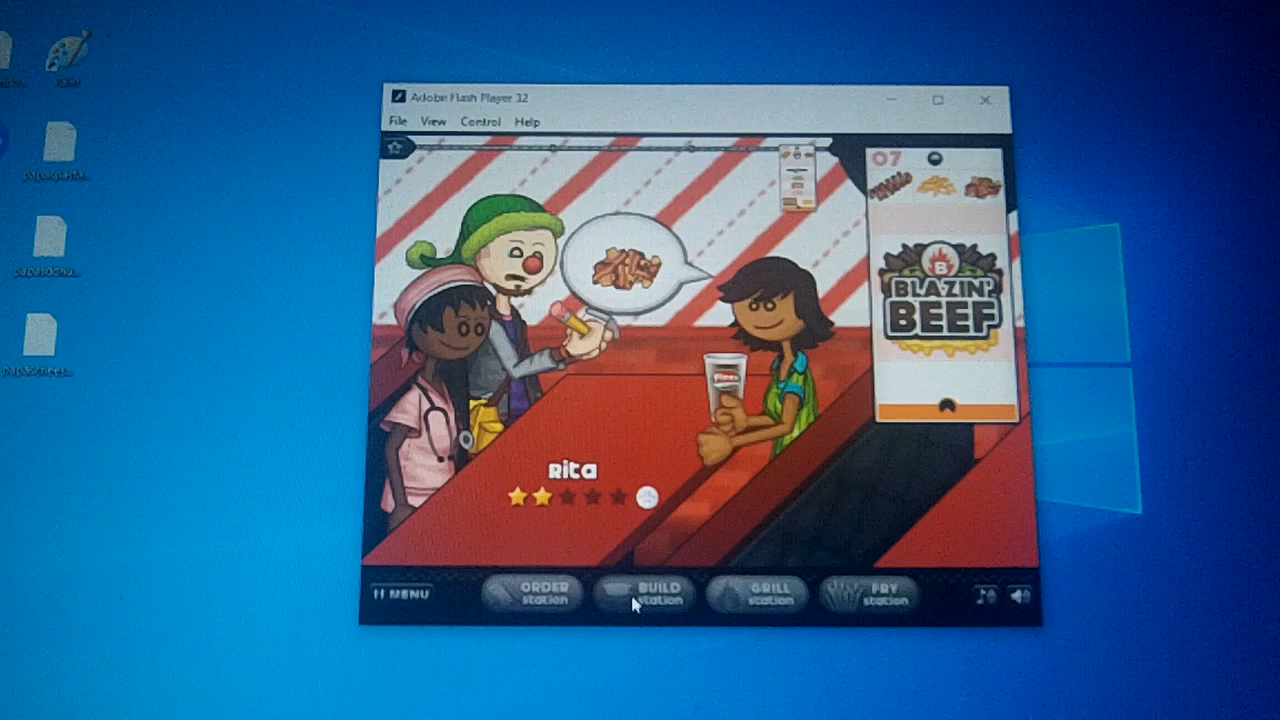 Adobe Flash Player 32
File View Control Help
07
B
BLAZIN'
BEEF
Rita
MENU
ORDER
station
BUILD
station
GRILL
station
FRY
station